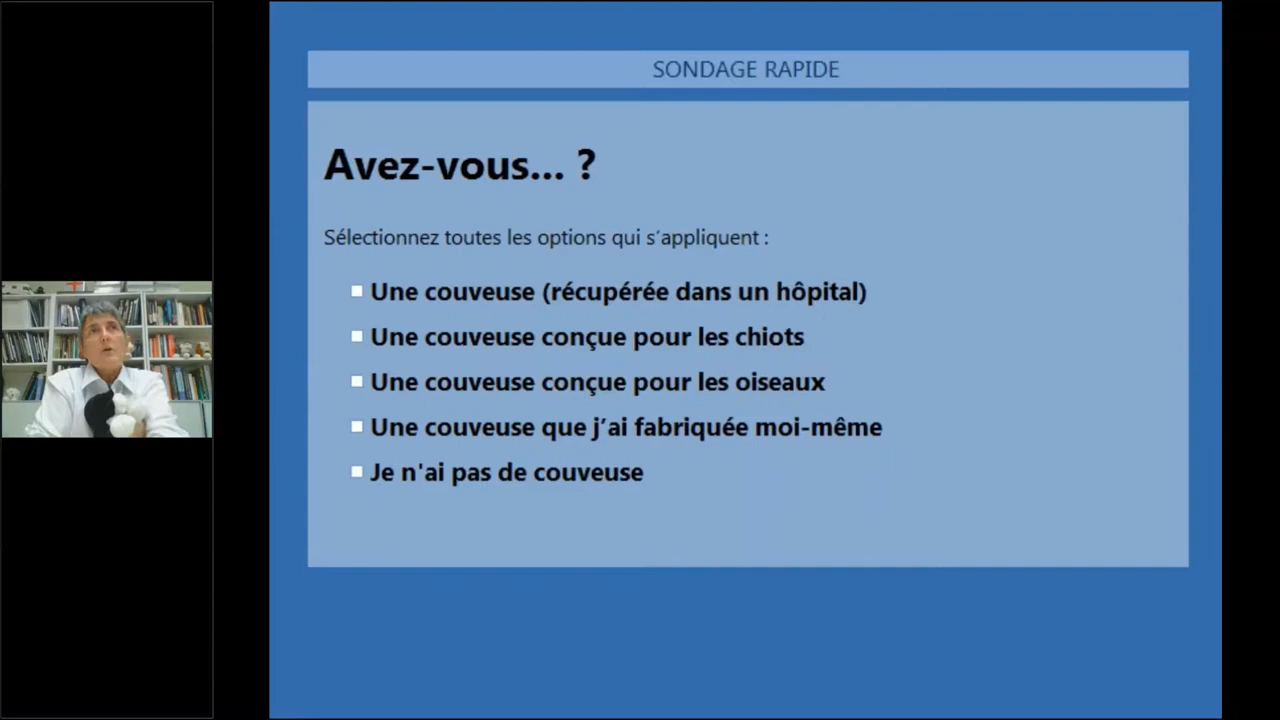 SONDAGE RAPIDE
Avez-vous... ?
Sélectionnez toutes les options qui s’appliquent :
Une couveuse (récupérée dans un hôpital)
Une couveuse conçue pour les chiots
Une couveuse conçue pour les oiseaux
Une couveuse que j’ai fabriquée moi-même
Je n'ai pas de couveuse